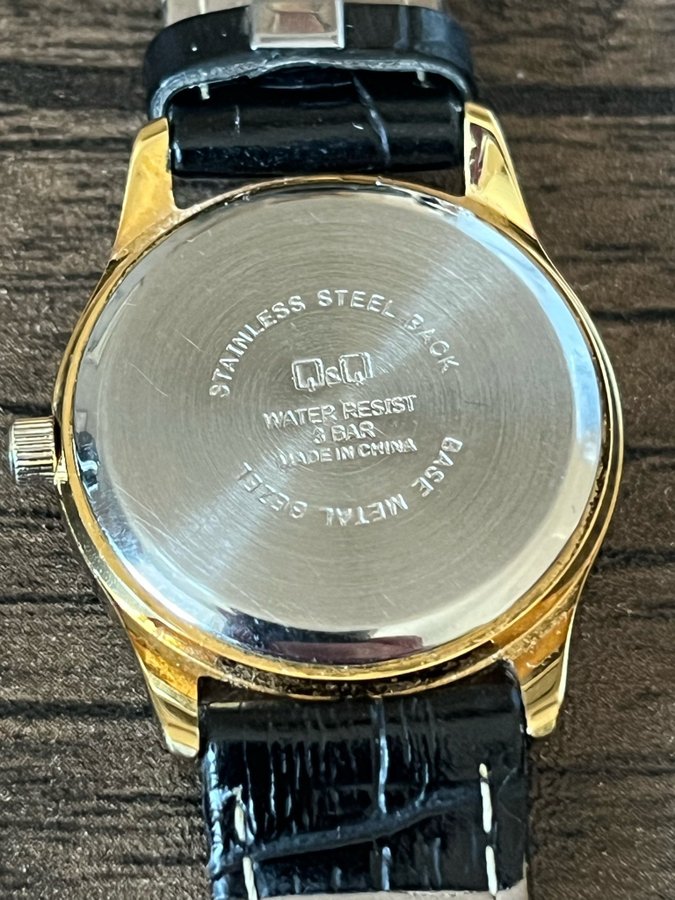 STAINLESS STEEL BACK
Q&Q
WATER RESIST
3 BAR
MADE IN CHINA
BASE METAL BEZEL